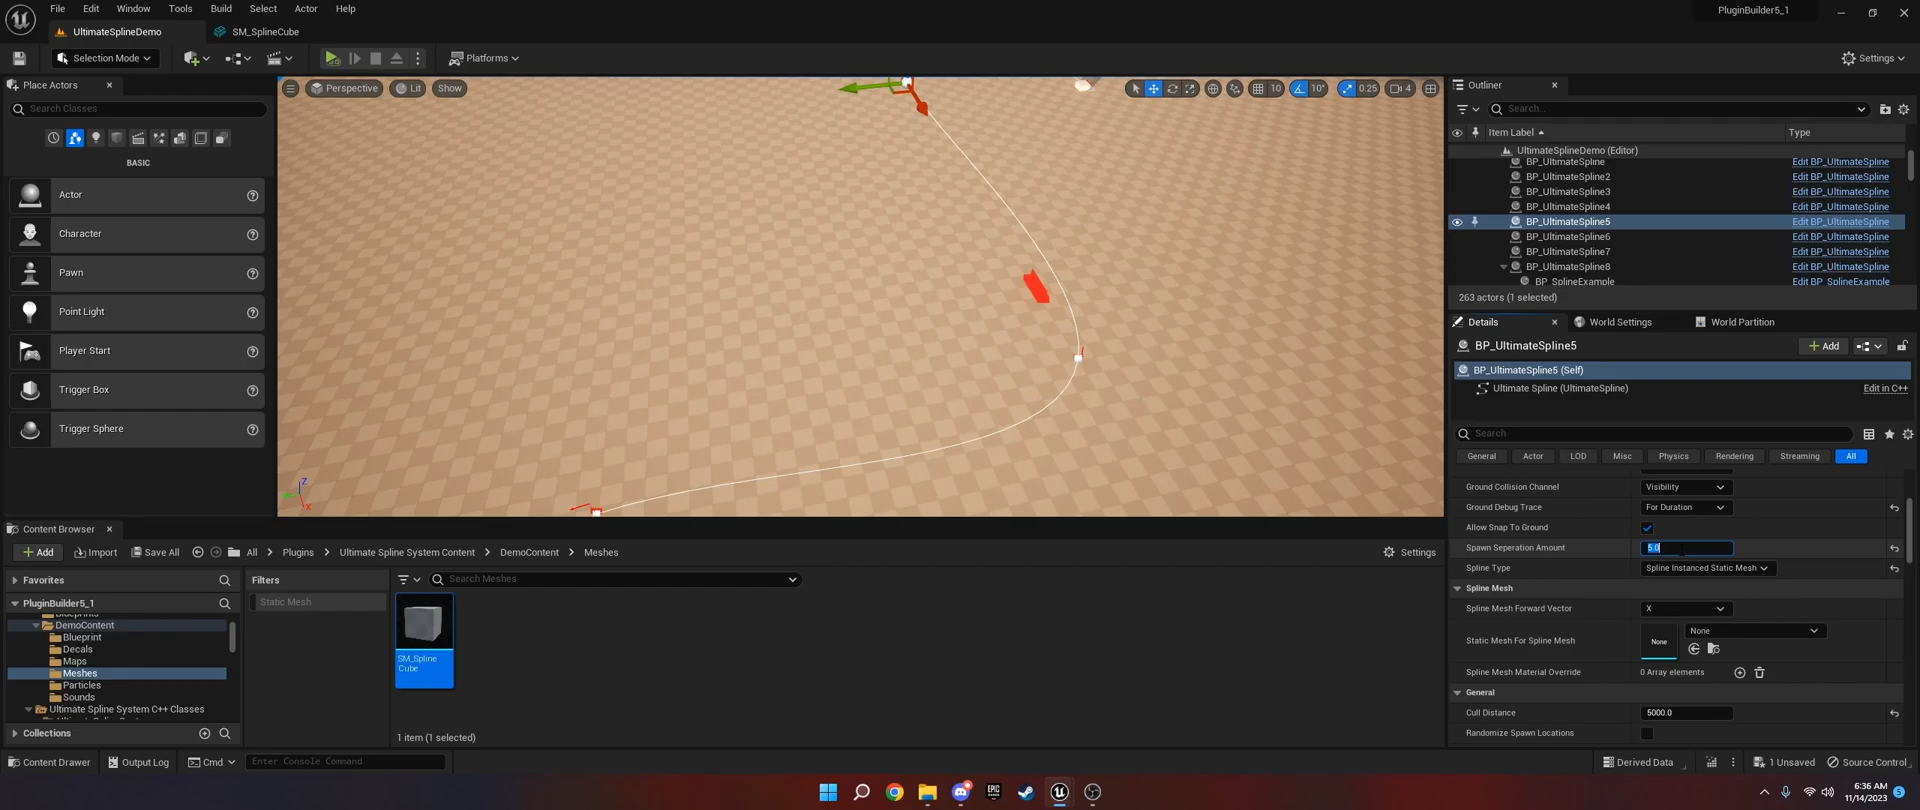 File Edit Window Tools Build Select Actor Help
PluginBuilder5_1
UltimateSplineDemo SM_SplineCube
Selection Mode Platforms Settings
Place Actors
Search Classes
BASIC
Actor
Character
Pawn
Point Light
Player Start
Trigger Box
Trigger Sphere
Perspective Lit Show
10 10° 0.25 4
Z
X
Outliner
Search...
Item Label Type
UltimateSplineDemo (Editor)
BP_UltimateSpline Edit BP_UltimateSpline
BP_UltimateSpline2 Edit BP_UltimateSpline
BP_UltimateSpline3 Edit BP_UltimateSpline
BP_UltimateSpline4 Edit BP_UltimateSpline
BP_UltimateSpline5 Edit BP_UltimateSpline
BP_UltimateSpline6 Edit BP_UltimateSpline
BP_UltimateSpline7 Edit BP_UltimateSpline
BP_UltimateSpline8 Edit BP_UltimateSpline
BP_SplineExample Edit BP_SplineExample
263 actors (1 selected)
Details World Settings World Partition
BP_UltimateSpline5 Add
BP_UltimateSpline5 (Self)
Ultimate Spline (UltimateSpline) Edit in C++
Search
General Actor LOD Misc Physics Rendering Streaming All
Ground Collision Channel Visibility
Ground Debug Trace For Duration
Allow Snap To Ground
Spawn Seperation Amount 5.0
Spline Type Spline Instanced Static Mesh
Spline Mesh
Spline Mesh Forward Vector X
Static Mesh For Spline Mesh None None
Spline Mesh Material Override 0 Array elements
General
Cull Distance 5000.0
Randomize Spawn Locations
Content Browser
Add Import Save All All Plugins Ultimate Spline System Content DemoContent Meshes Settings
Favorites
PluginBuilder5_1
Blueprints
DemoContent
Blueprint
Decals
Maps
Meshes
Particles
Sounds
Ultimate Spline System C++ Classes
Collections
Filters
Static Mesh
Search Meshes
SM_Spline
Cube
1 item (1 selected)
Content Drawer Output Log Cmd Enter Console Command Derived Data 1 Unsaved Source Control
EPIC
GAMES
6:36 AM
11/14/2023
5